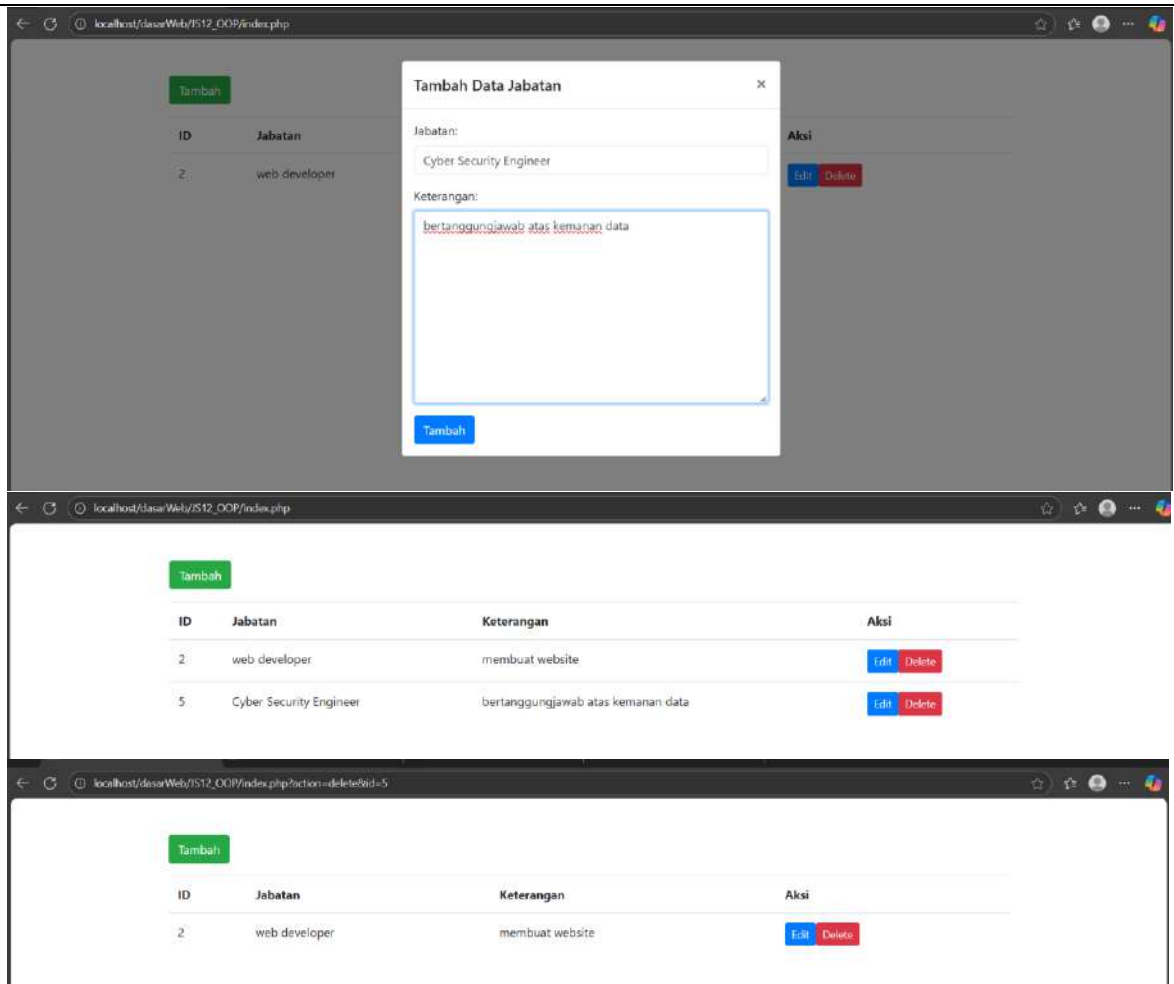 localhost/dasarWeb/JS12_OOP/index.php
Tambah
ID Jabatan Aksi
2 web developer Edit Delete
Tambah Data Jabatan ×
Jabatan:
Cyber Security Engineer
Keterangan:
bertanggungjawab atas kemanan data
Tambah
localhost/dasarWeb/JS12_OOP/index.php
Tambah
ID Jabatan Keterangan Aksi
2 web developer membuat website Edit Delete
5 Cyber Security Engineer bertanggungjawab atas kemanan data Edit Delete
localhost/dasarWeb/JS12_OOP/index.php?action=delete&id=5
Tambah
ID Jabatan Keterangan Aksi
2 web developer membuat website Edit Delete